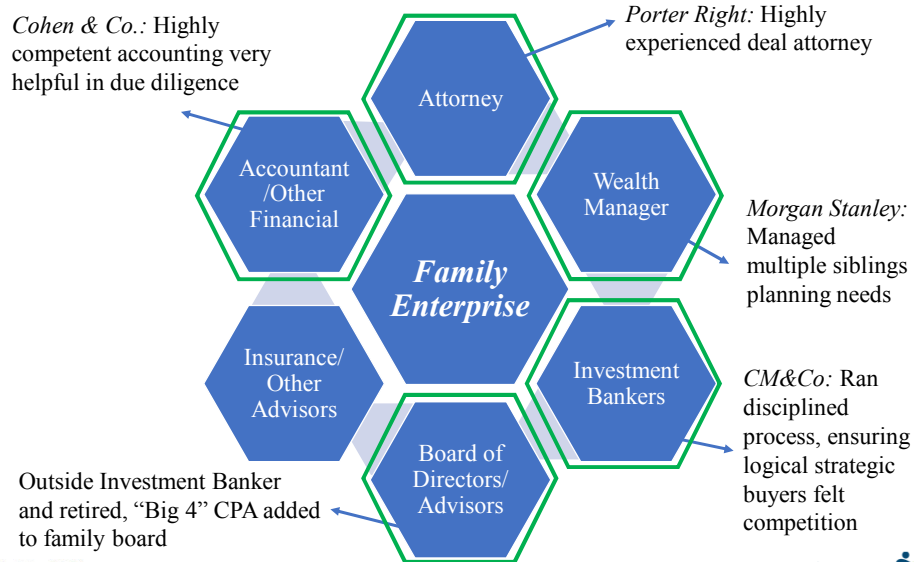 Cohen & Co.: Highly
competent accounting very
helpful in due diligence
Porter Right: Highly
experienced deal attorney
Attorney
Accountant
/Other
Financial
Wealth
Manager
Morgan Stanley:
Managed
multiple siblings
planning needs
Family
Enterprise
Insurance/
Other
Advisors
Investment
Bankers
CM&Co: Ran
disciplined
process, ensuring
logical strategic
buyers felt
competition
Board of
Directors/
Advisors
Outside Investment Banker
and retired, “Big 4” CPA added
to family board